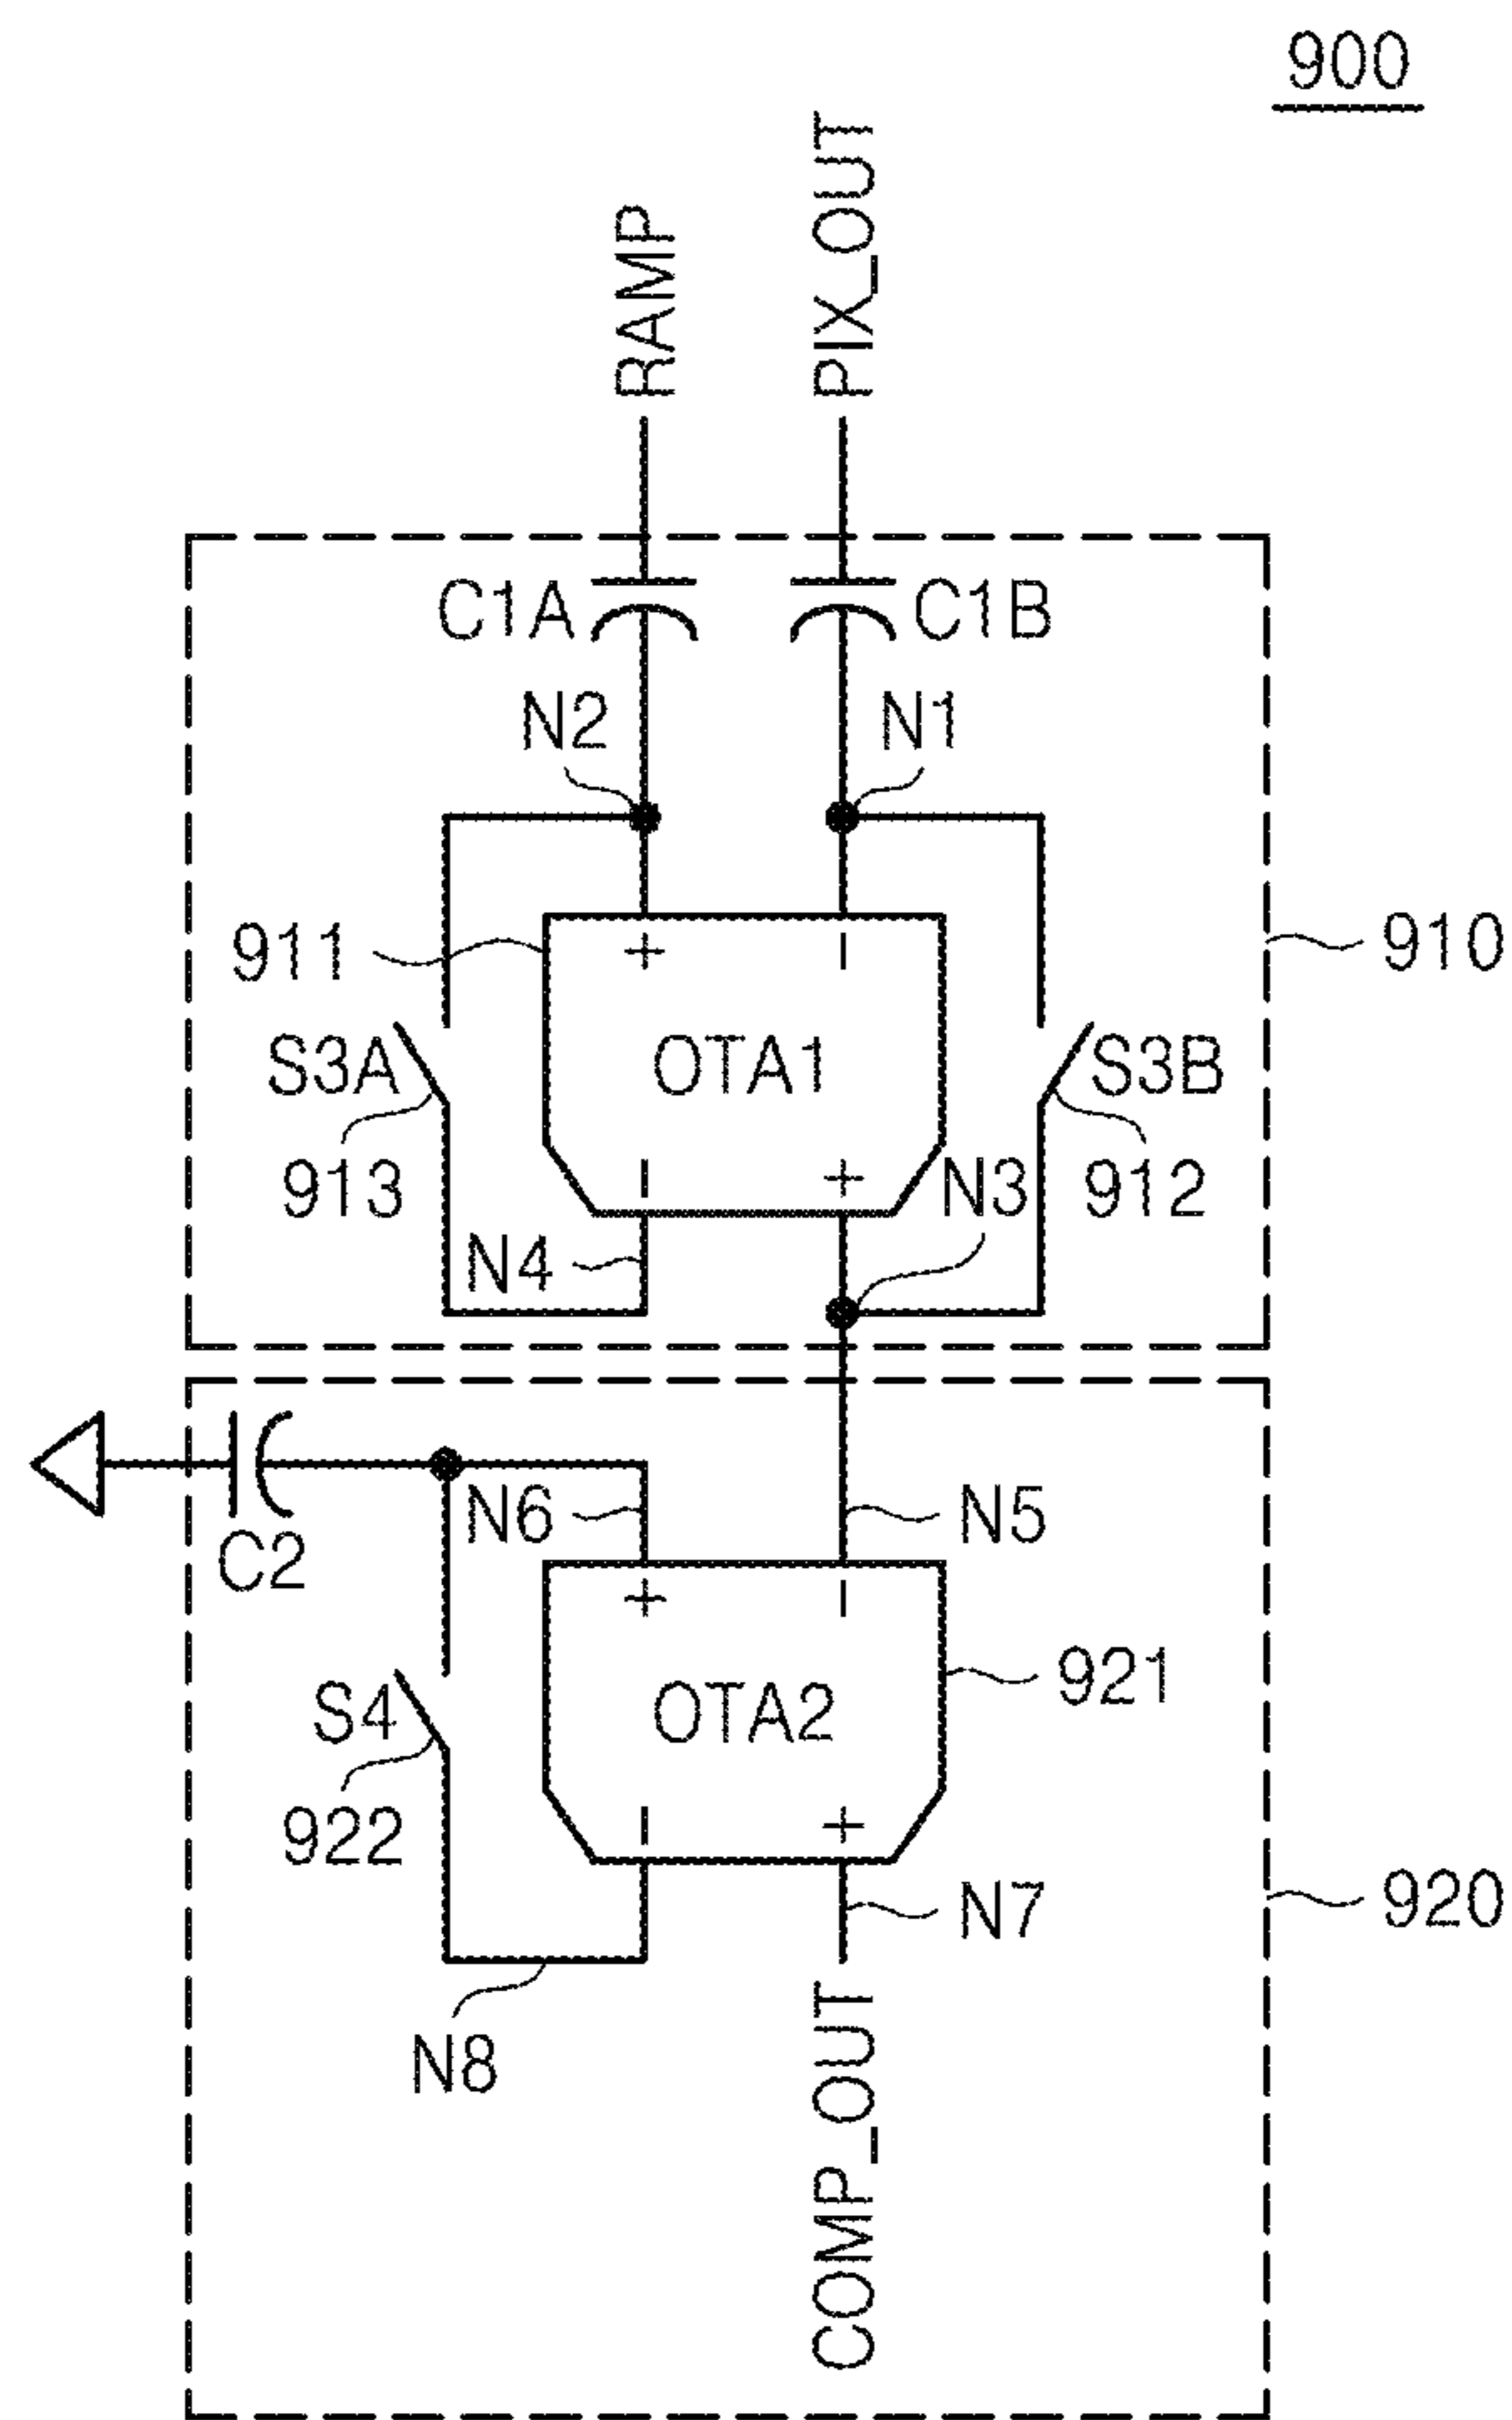 900
RAMP
PIX_OUT
C1A
C1B
N2
N1
911
+
−
910
OTA1
S3A
S3B
913
−
+
N3
912
N4
C2
N6
N5
+
−
921
S4
OTA2
922
−
+
920
N7
N8
COMP_OUT